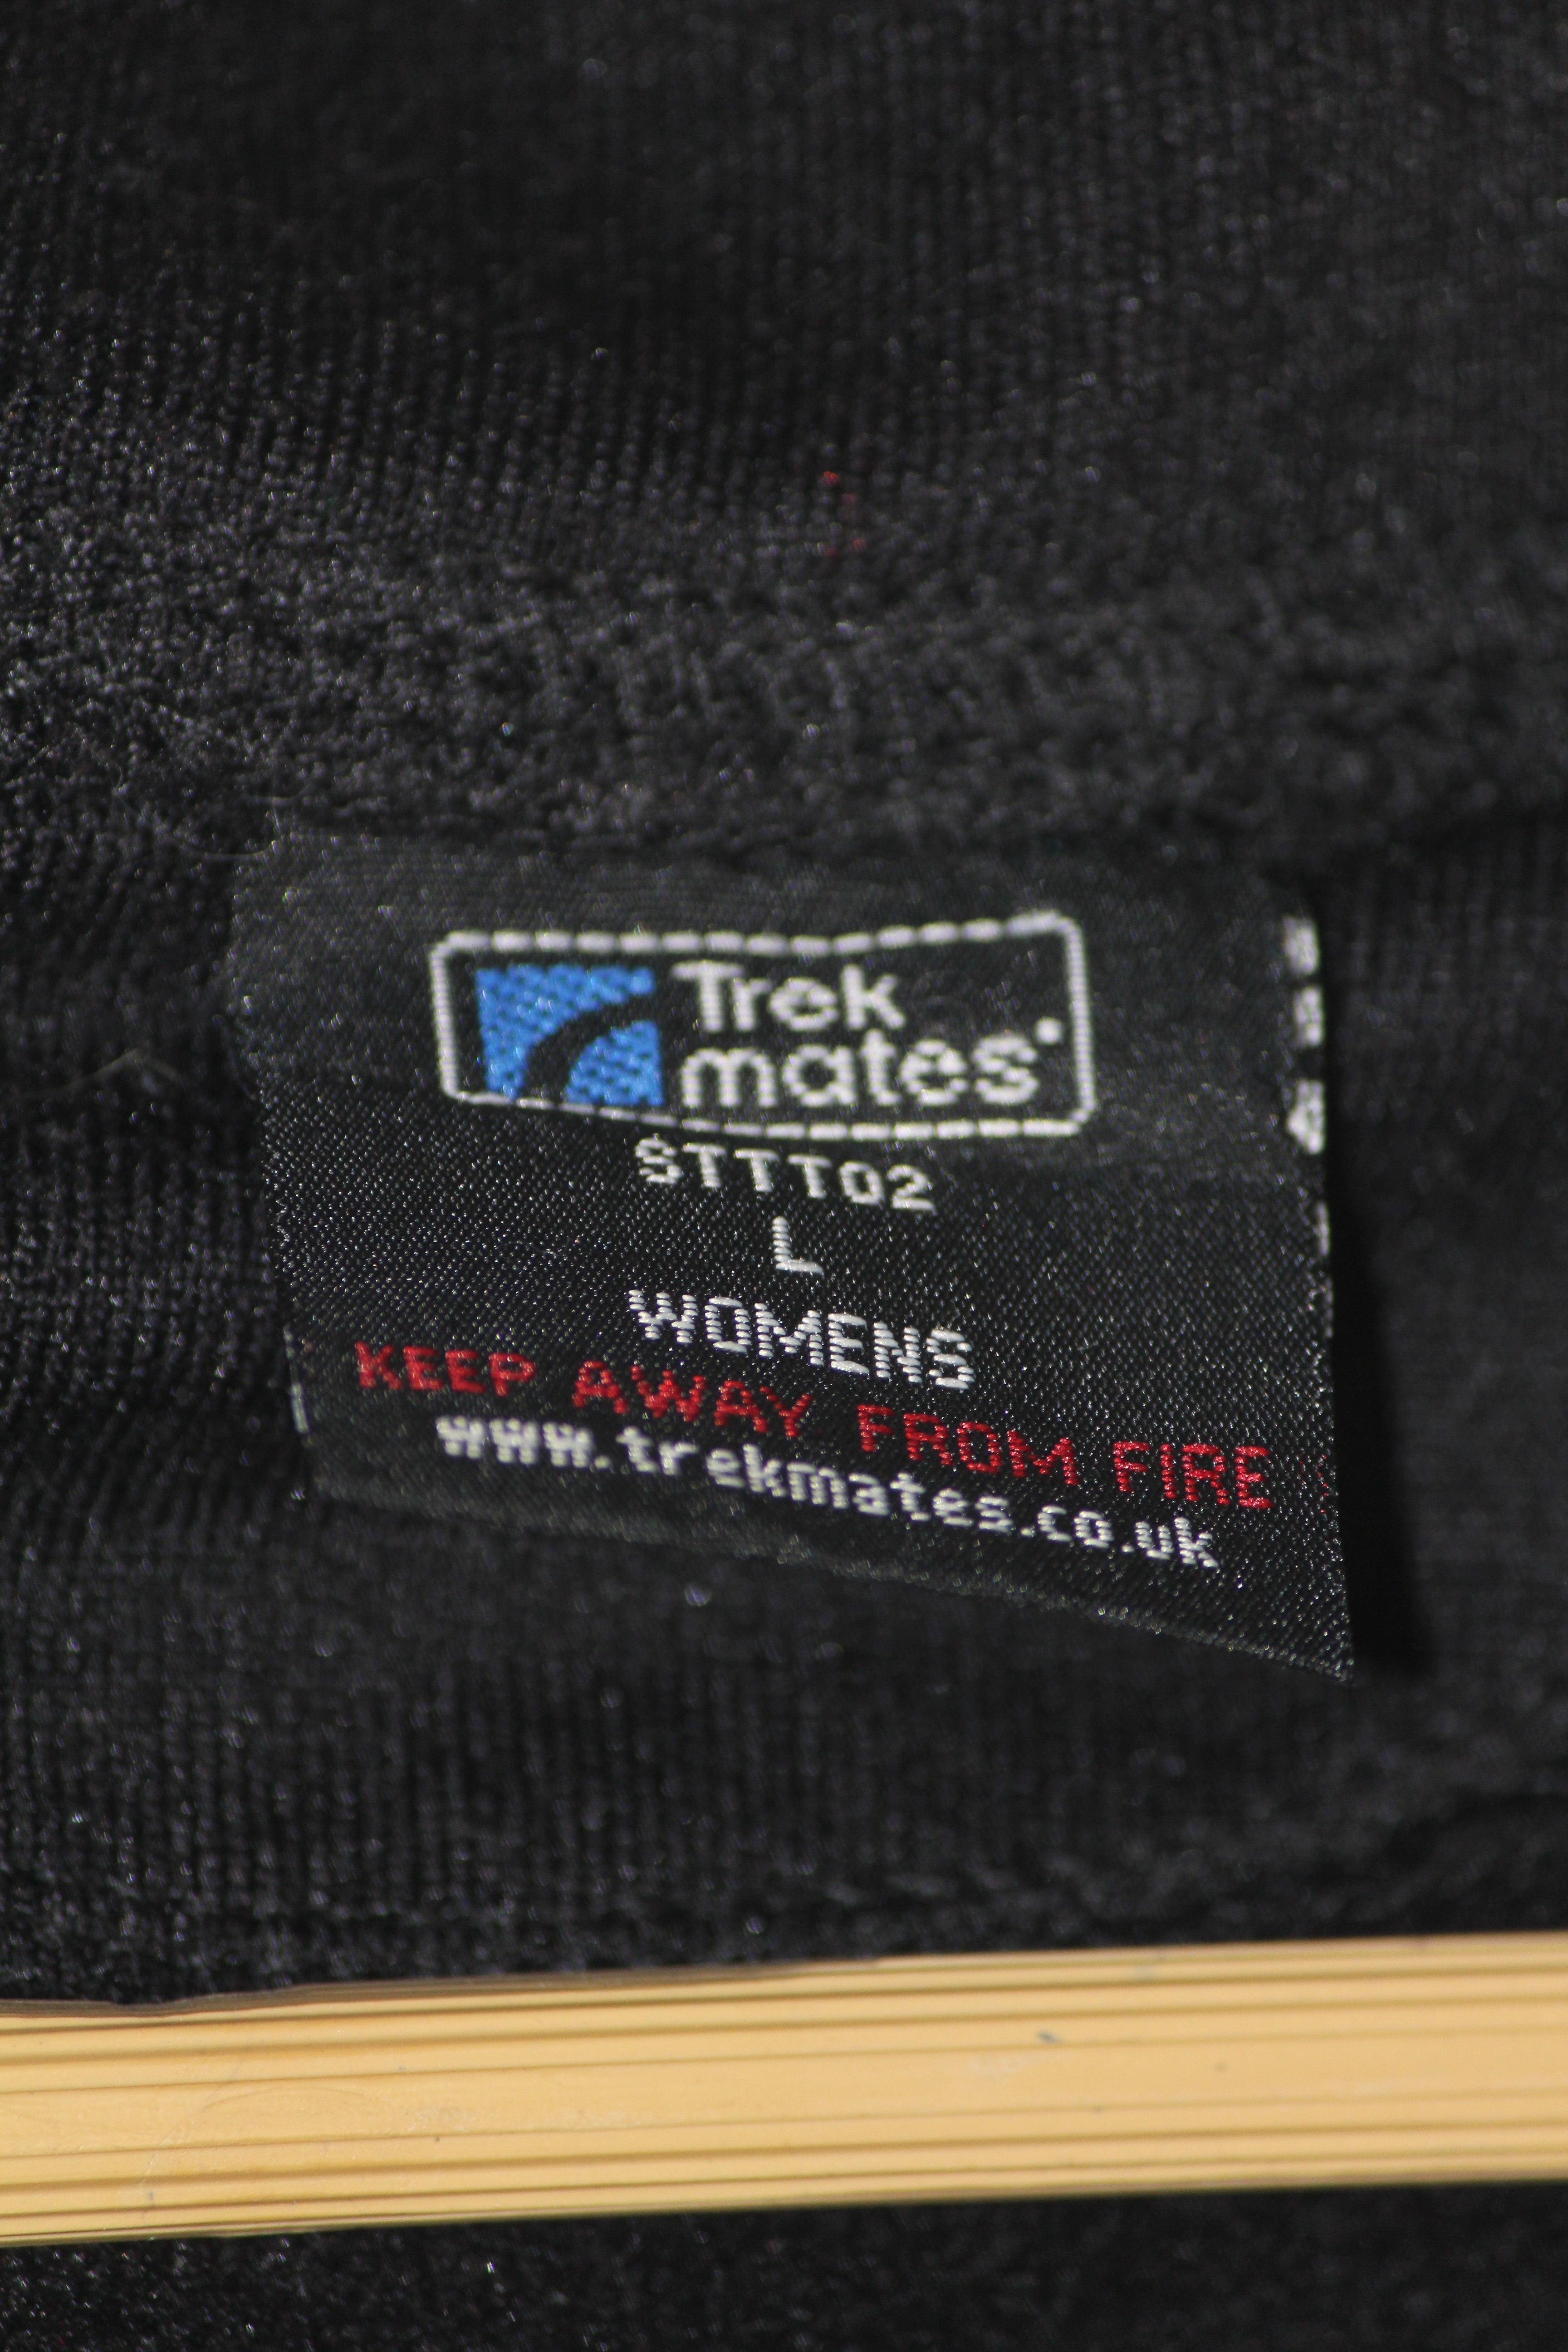 Trek
mates
STTT02
L
WOMENS
KEEP AWAY FROM FIRE
www.trekmates.co.uk